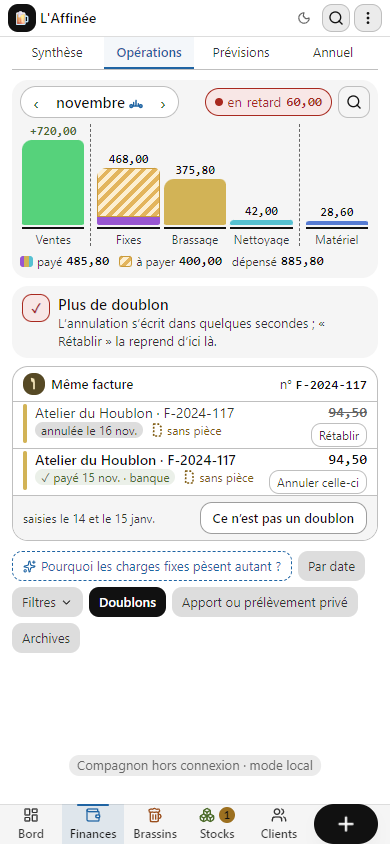 L'Affinée
Synthèse Opérations Prévisions Annuel
‹ novembre › en retard 60,00
+720,00 468,00 375,80 42,00 28,60
Ventes Fixes Brassage Nettoyage Matériel
payé 485,80 à payer 400,00 dépensé 885,80
Plus de doublon
L'annulation s'écrit dans quelques secondes ; «
Rétablir » la reprend d'ici là.
Même facture n° F-2024-117
Atelier du Houblon · F-2024-117 94,50
annulée le 16 nov. sans pièce Rétablir
Atelier du Houblon · F-2024-117 94,50
✓ payé 15 nov. · banque sans pièce Annuler celle-ci
saisies le 14 et le 15 janv. Ce n'est pas un doublon
Pourquoi les charges fixes pèsent autant ? Par date
Filtres Doublons Apport ou prélèvement privé
Archives
Compagnon hors connexion · mode local
1
Bord Finances Brassins Stocks Clients